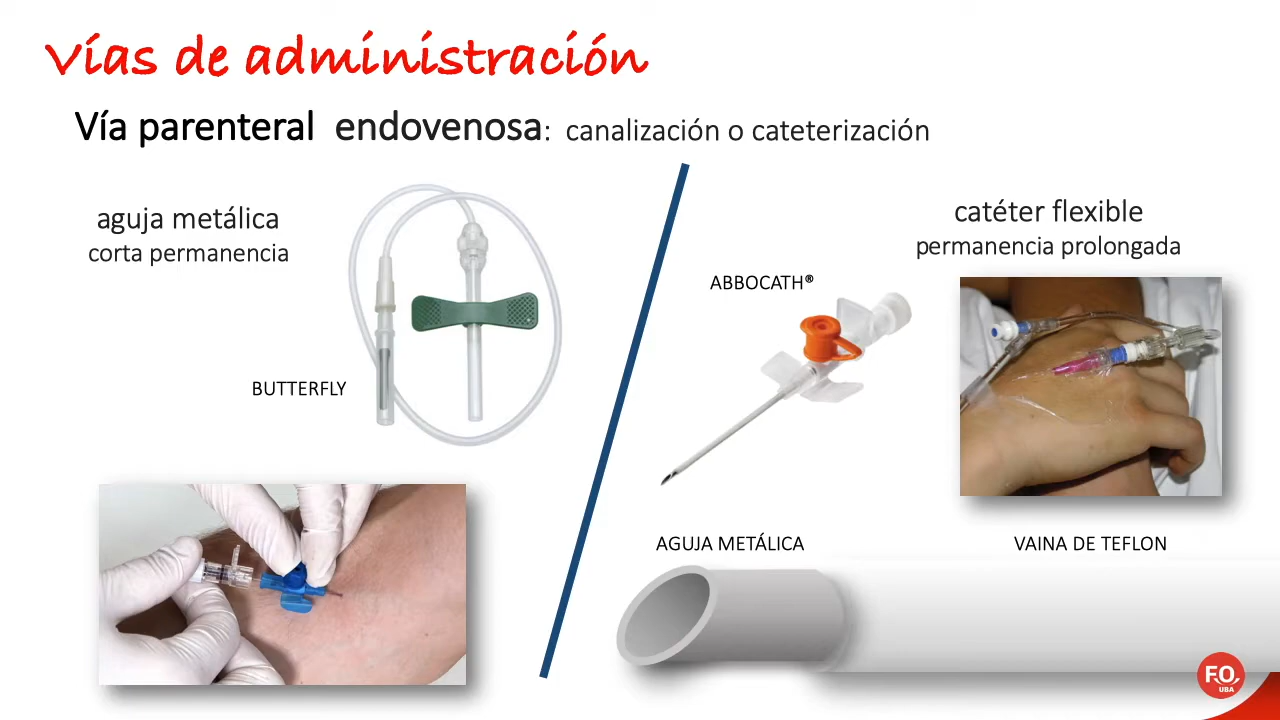 Vías de administración
Vía parenteral endovenosa: canalización o cateterización
aguja metálica
corta permanencia
BUTTERFLY
catéter flexible
permanencia prolongada
ABBOCATH®
AGUJA METÁLICA
VAINA DE TEFLON
F.O.
UBA